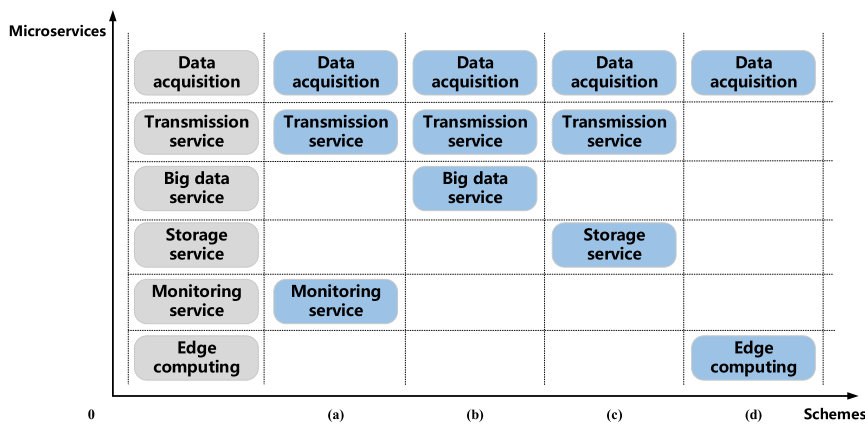 Microservices
Data
acquisition
Data
acquisition
Data
acquisition
Data
acquisition
Data
acquisition
Transmission
service
Transmission
service
Transmission
service
Transmission
service
Big data
service
Big data
service
Storage
service
Storage
service
Monitoring
service
Monitoring
service
Edge
computing
Edge
computing
0
(a)
(b)
(c)
(d)
Schemes